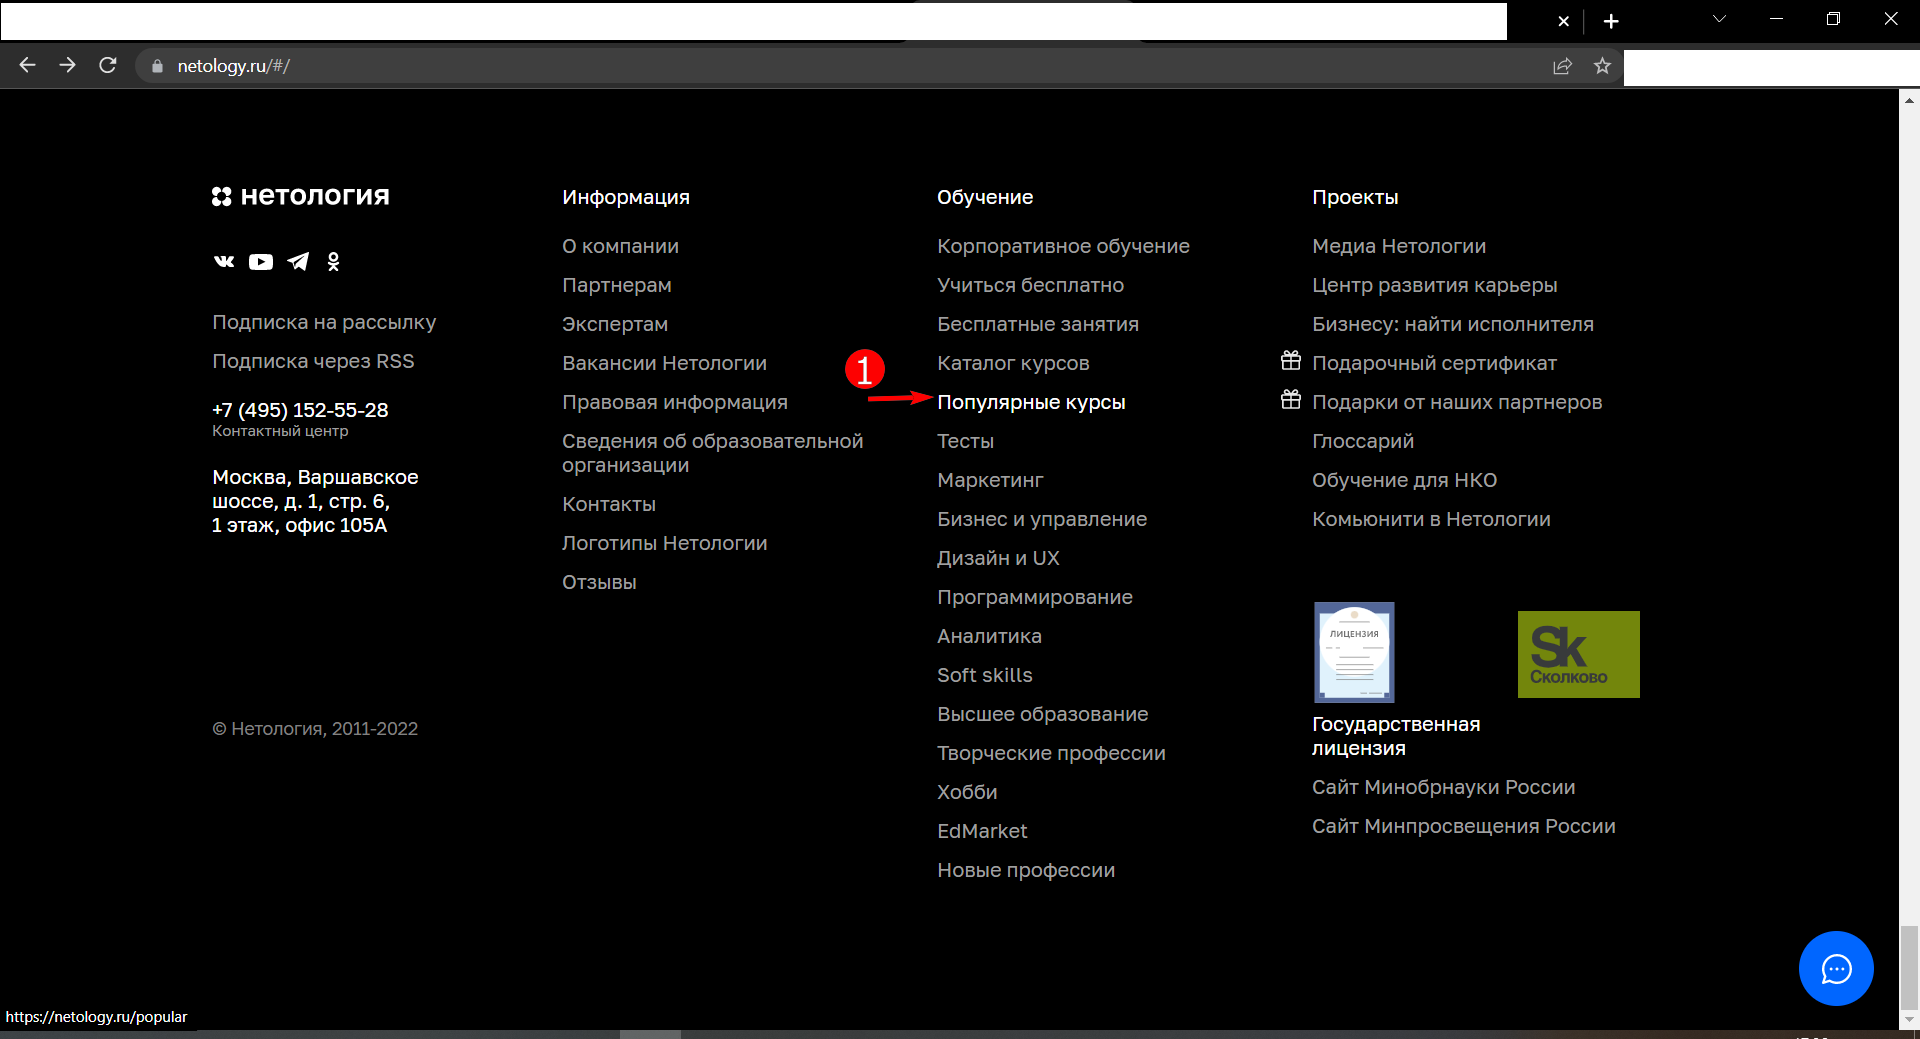 netology.ru/#/
нетология
Подписка на рассылку
Подписка через RSS
+7 (495) 152-55-28
Контактный центр
Москва, Варшавское
шоссе, д. 1, стр. 6,
1 этаж, офис 105А
© Нетология, 2011-2022
Информация
О компании
Партнерам
Экспертам
Вакансии Нетологии
Правовая информация
Сведения об образовательной
организации
Контакты
Логотипы Нетологии
Отзывы
Обучение
Корпоративное обучение
Учиться бесплатно
Бесплатные занятия
Каталог курсов
1
Популярные курсы
Тесты
Маркетинг
Бизнес и управление
Дизайн и UX
Программирование
Аналитика
Soft skills
Высшее образование
Творческие профессии
Хобби
EdMarket
Новые профессии
Проекты
Медиа Нетологии
Центр развития карьеры
Бизнесу: найти исполнителя
Подарочный сертификат
Подарки от наших партнеров
Глоссарий
Обучение для НКО
Комьюнити в Нетологии
ЛИЦЕНЗИЯ
Sk
Сколково
Государственная
лицензия
Сайт Минобрнауки России
Сайт Минпросвещения России
https://netology.ru/popular